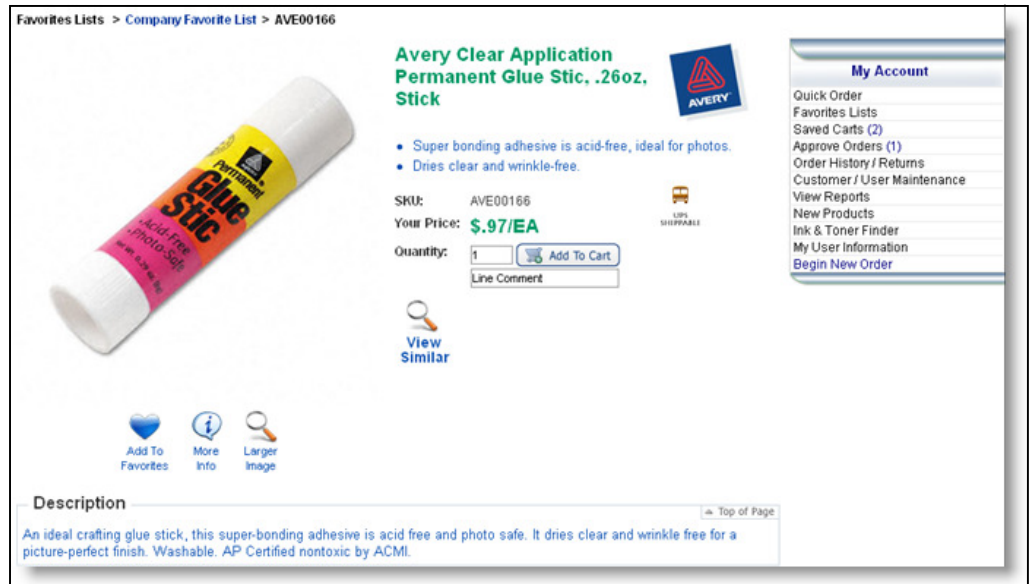 Favorites Lists > Company Favorite List > AVE00166
Avery Clear Application
Permanent Glue Stic, .26oz,
Stick
AVERY
• Super bonding adhesive is acid-free, ideal for photos.
• Dries clear and wrinkle-free.
SKU: AVE00166
Your Price: $.97/EA
UPS
SHIPPABLE
Quantity: 1 Add To Cart
Line Comment
View
Similar
AVERY
Permanent
Glue
Stic
•Acid-Free
•Photo-Safe
Net Wt. 0.26 oz. 
Add To
Favorites
More
Info
Larger
Image
My Account
Quick Order
Favorites Lists
Saved Carts (2)
Approve Orders (1)
Order History / Returns
Customer / User Maintenance
View Reports
New Products
Ink & Toner Finder
My User Information
Begin New Order
Description
Top of Page
An ideal crafting glue stick, this super-bonding adhesive is acid free and photo safe. It dries clear and wrinkle free for a
picture-perfect finish. Washable. AP Certified nontoxic by ACMI.